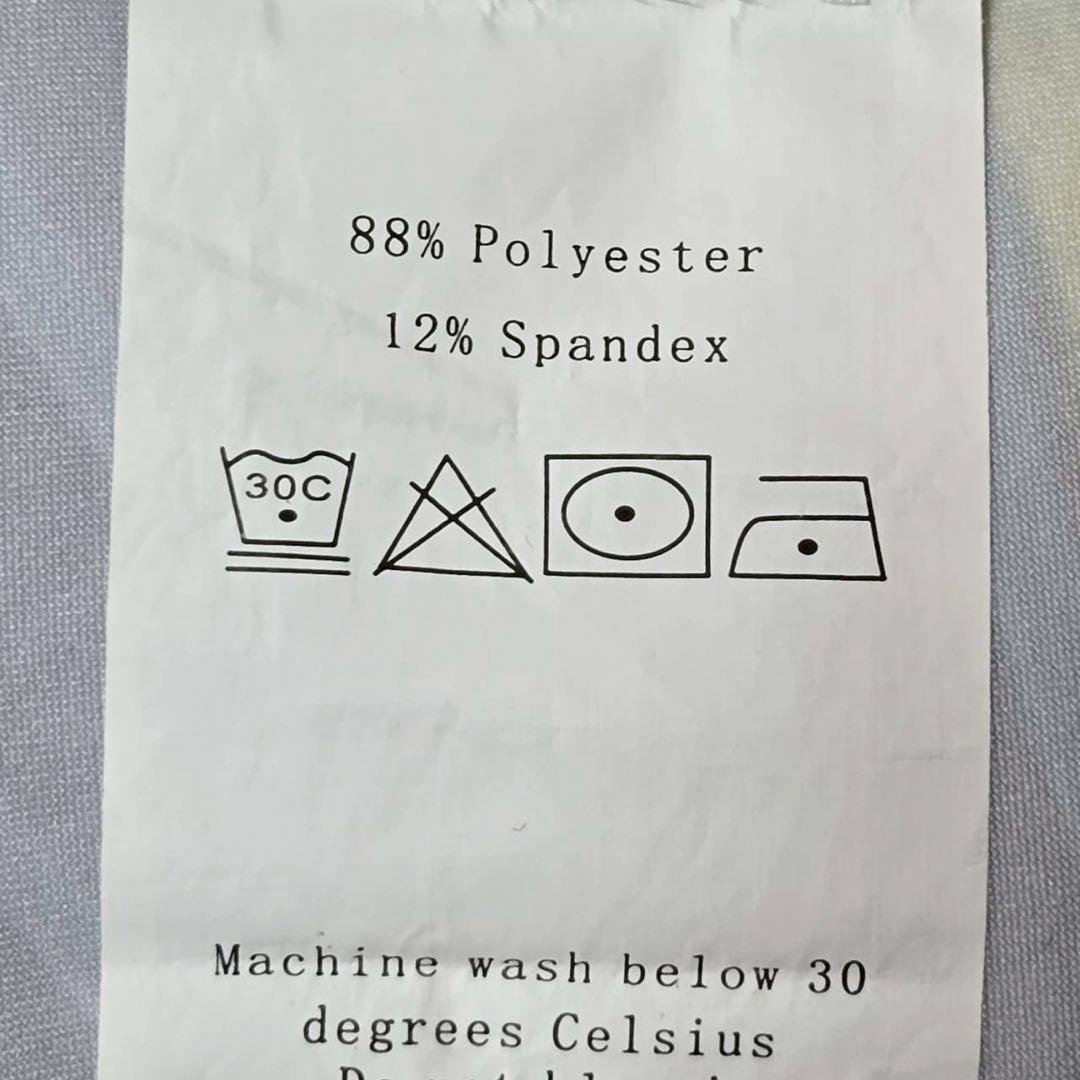 88% Polyester
12% Spandex
30C
Machine wash below 30
degrees Celsius